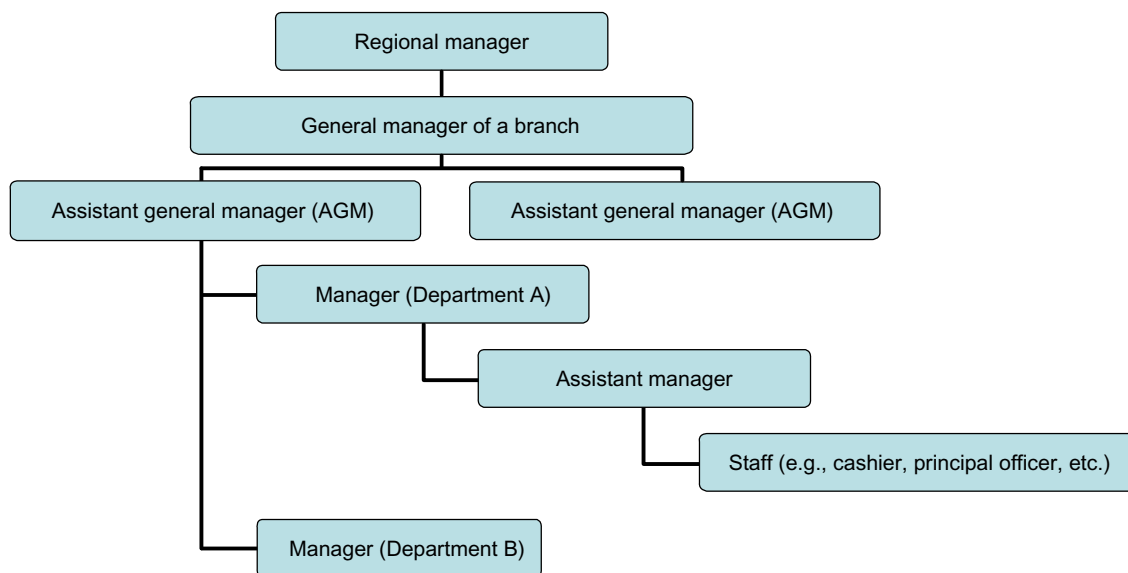 Regional manager
General manager of a branch
Assistant general manager (AGM)
Assistant general manager (AGM)
Manager (Department A)
Assistant manager
Staff (e.g., cashier, principal officer, etc.)
Manager (Department B)